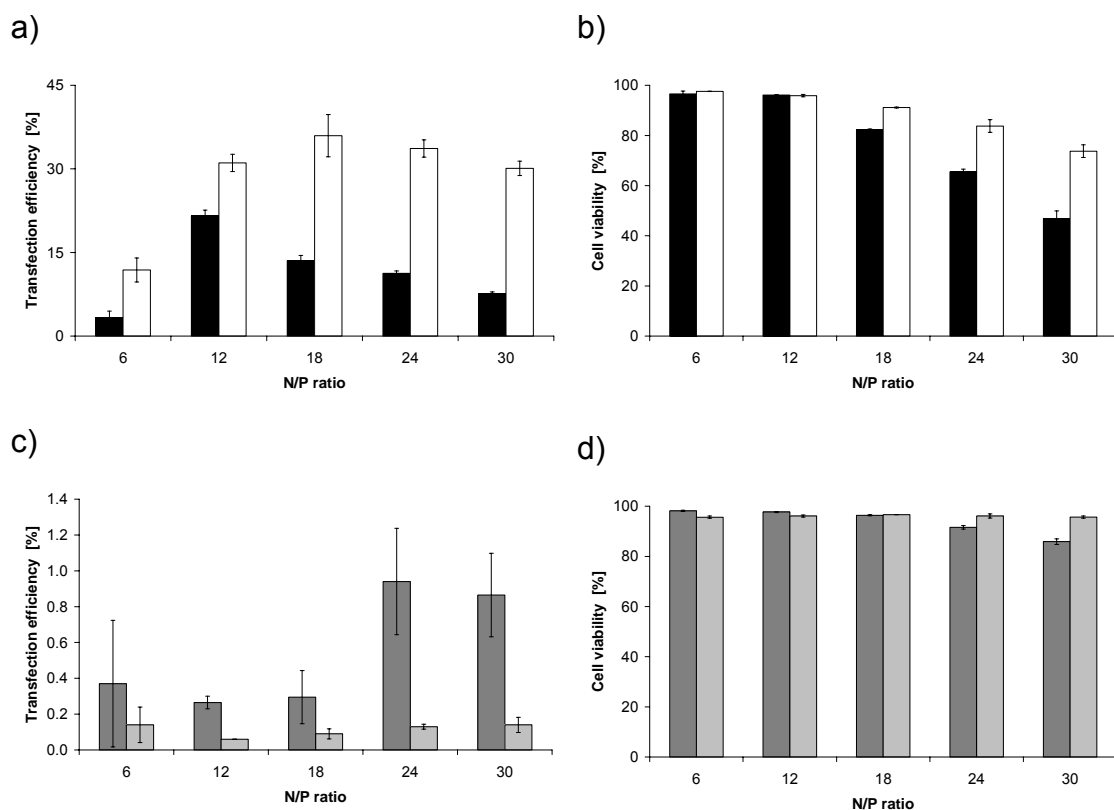 a)
Transfection efficiency [%]
45
30
15
0
6 12 18 24 30
N/P ratio
b)
Cell viability [%]
100
80
60
40
20
0
6 12 18 24 30
N/P ratio
c)
Transfection efficiency [%]
1.4
1.2
1.0
0.8
0.6
0.4
0.2
0.0
6 12 18 24 30
N/P ratio
d)
Cell viability [%]
100
80
60
40
20
0
6 12 18 24 30
N/P ratio